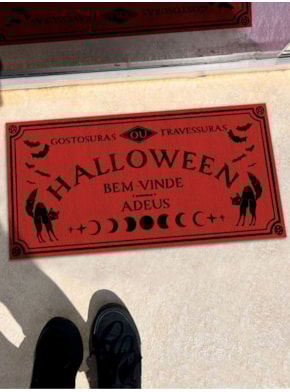 GOSTOSURAS OU TRAVESSURAS
HALLOWEEN
BEM-VINDE
ADEUS